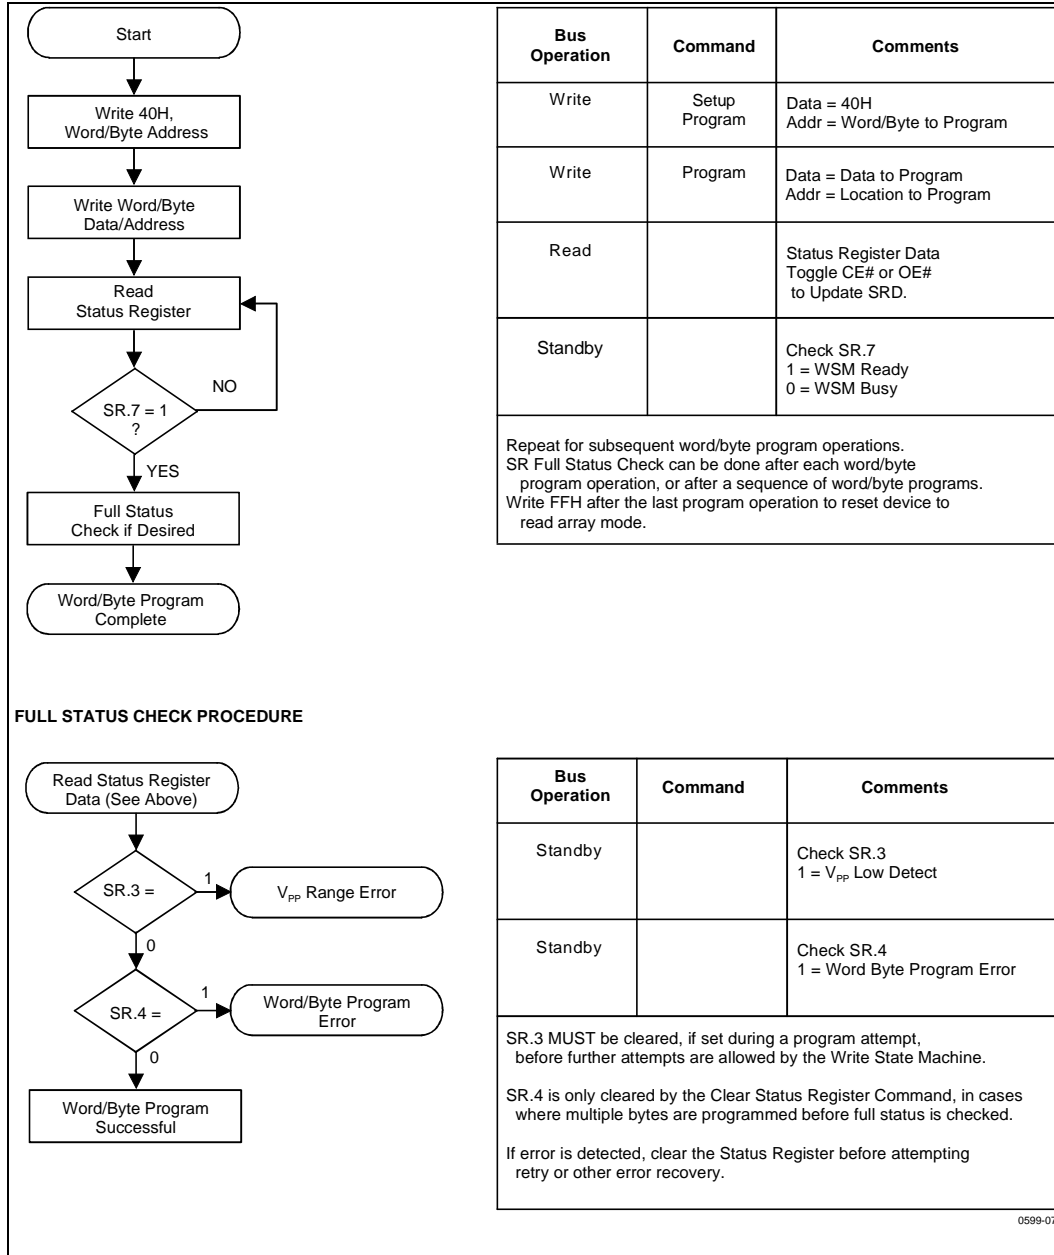 Start
Write 40H,
Word/Byte Address
Write Word/Byte
Data/Address
Read
Status Register
NO
SR.7 = 1
?
YES
Full Status
Check if Desired
Word/Byte Program
Complete
Bus
Operation
Command
Comments
Write
Setup
Program
Data = 40H
Addr = Word/Byte to Program
Write
Program
Data = Data to Program
Addr = Location to Program
Read
Status Register Data
Toggle CE# or OE#
to Update SRD.
Standby
Check SR.7
1 = WSM Ready
0 = WSM Busy
Repeat for subsequent word/byte program operations.
SR Full Status Check can be done after each word/byte
program operation, or after a sequence of word/byte programs.
Write FFH after the last program operation to reset device to
read array mode.
FULL STATUS CHECK PROCEDURE
Read Status Register
Data (See Above)
SR.3 =
1
VPP Range Error
0
SR.4 =
1
Word/Byte Program
Error
0
Word/Byte Program
Successful
Bus
Operation
Command
Comments
Standby
Check SR.3
1 = VPP Low Detect
Standby
Check SR.4
1 = Word Byte Program Error
SR.3 MUST be cleared, if set during a program attempt,
before further attempts are allowed by the Write State Machine.
SR.4 is only cleared by the Clear Status Register Command, in cases
where multiple bytes are programmed before full status is checked.
If error is detected, clear the Status Register before attempting
retry or other error recovery.
0599-07